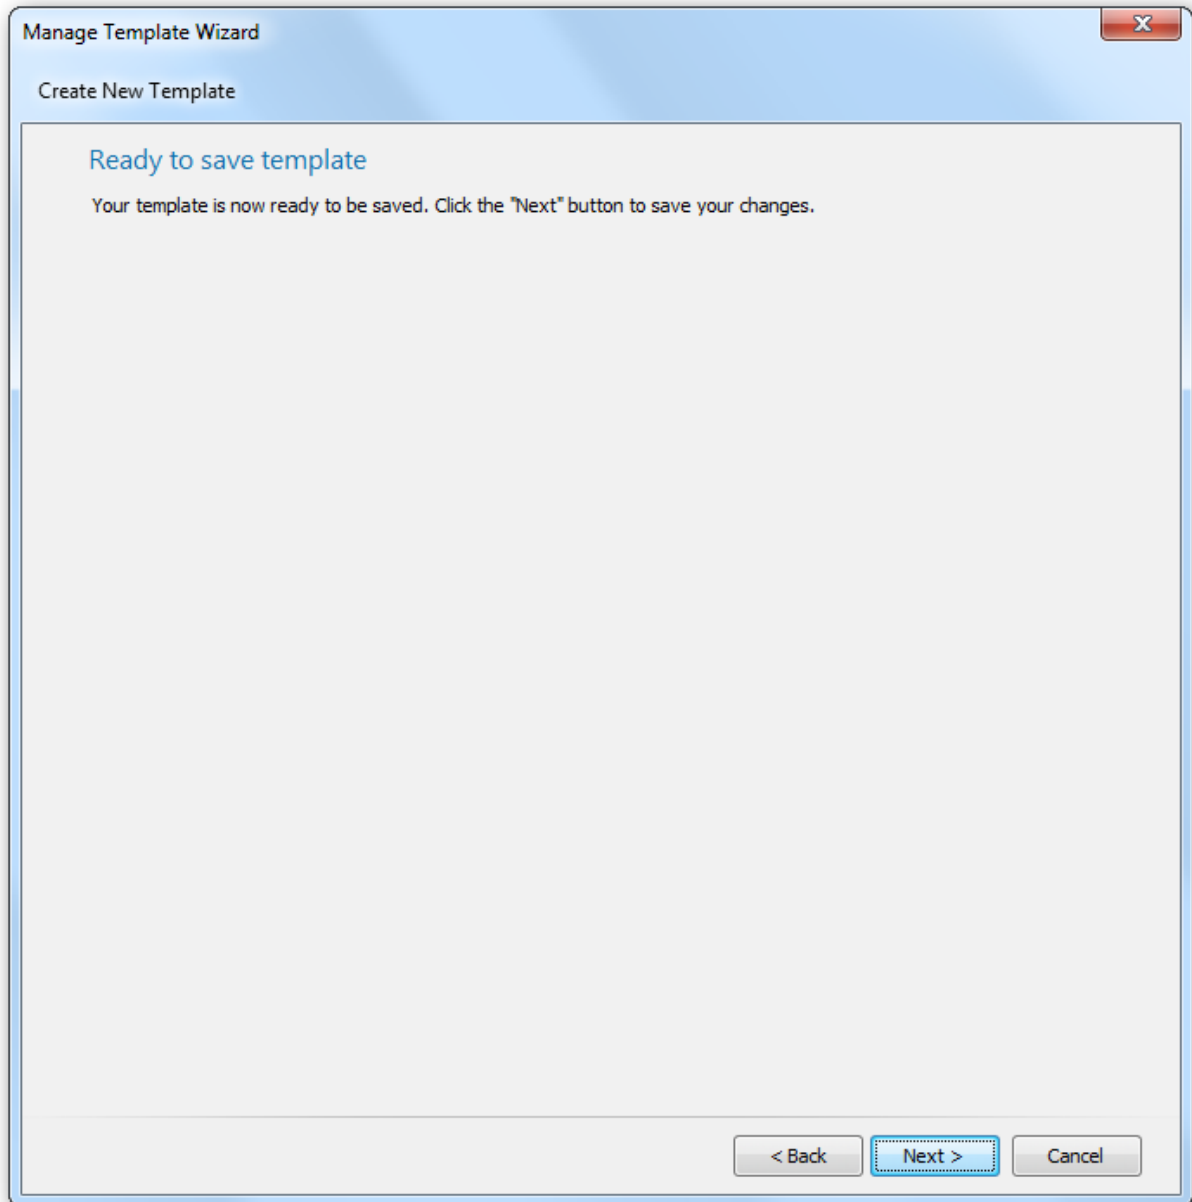 Manage Template Wizard
Create New Template
Ready to save template
Your template is now ready to be saved. Click the "Next" button to save your changes.
< Back Next > Cancel